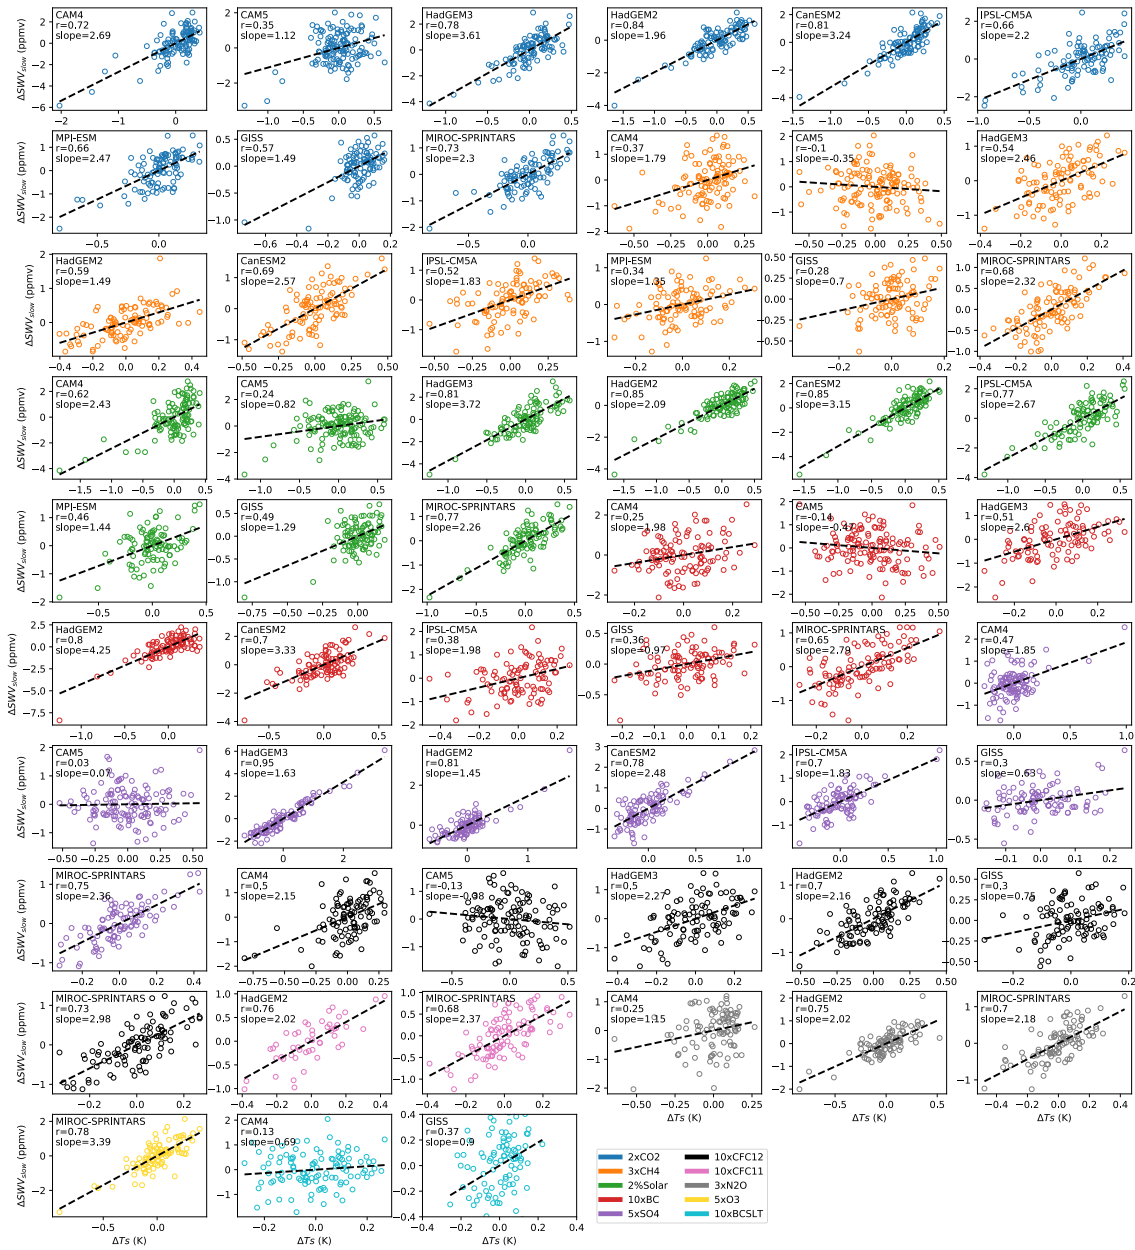 CAM4
r=0.72
slope=2.69
CAM5
r=0.35
slope=1.12
HadGEM3
r=0.78
slope=3.61
HadGEM2
r=0.84
slope=1.96
CanESM2
r=0.81
slope=3.24
IPSL-CM5A
r=0.66
slope=2.2
MPI-ESM
r=0.66
slope=2.47
GISS
r=0.57
slope=1.49
MIROC-SPRINTARS
r=0.73
slope=2.3
CAM4
r=0.37
slope=1.79
CAM5
r=-0.1
slope=-0.35
HadGEM3
r=0.54
slope=2.46
HadGEM2
r=0.59
slope=1.49
CanESM2
r=0.69
slope=2.57
IPSL-CM5A
r=0.52
slope=1.83
MPI-ESM
r=0.34
slope=1.35
GISS
r=0.28
slope=0.7
MIROC-SPRINTARS
r=0.68
slope=2.32
CAM4
r=0.62
slope=2.43
CAM5
r=0.24
slope=0.82
HadGEM3
r=0.81
slope=3.72
HadGEM2
r=0.85
slope=2.09
CanESM2
r=0.85
slope=3.15
IPSL-CM5A
r=0.77
slope=2.67
MPI-ESM
r=0.46
slope=1.44
GISS
r=0.49
slope=1.29
MIROC-SPRINTARS
r=0.77
slope=2.26
CAM4
r=0.25
slope=1.98
CAM5
r=-0.14
slope=-0.47
HadGEM3
r=0.51
slope=2.6
HadGEM2
r=0.8
slope=4.25
CanESM2
r=0.7
slope=3.33
IPSL-CM5A
r=0.38
slope=1.98
GISS
r=0.36
slope=0.97
MIROC-SPRINTARS
r=0.65
slope=2.79
CAM4
r=0.47
slope=1.85
CAM5
r=0.03
slope=0.07
HadGEM3
r=0.95
slope=1.63
HadGEM2
r=0.81
slope=1.45
CanESM2
r=0.78
slope=2.48
IPSL-CM5A
r=0.7
slope=1.83
GISS
r=0.3
slope=0.63
MIROC-SPRINTARS
r=0.75
slope=2.36
CAM4
r=0.5
slope=2.15
CAM5
r=-0.13
slope=-0.38
HadGEM3
r=0.5
slope=2.27
HadGEM2
r=0.7
slope=2.16
GISS
r=0.3
slope=0.75
MIROC-SPRINTARS
r=0.73
slope=2.98
HadGEM2
r=0.76
slope=2.02
MIROC-SPRINTARS
r=0.68
slope=2.37
CAM4
r=0.25
slope=1.15
HadGEM2
r=0.75
slope=2.02
MIROC-SPRINTARS
r=0.7
slope=2.18
MIROC-SPRINTARS
r=0.78
slope=3.39
CAM4
r=0.13
slope=0.69
GISS
r=0.37
slope=0.9
ΔSWV_slow (ppmv)
ΔTs (K)
2xCO2
3xCH4
2%Solar
10xBC
5xSO4
10xCFC12
10xCFC11
3xN2O
5xO3
10xBCSLT